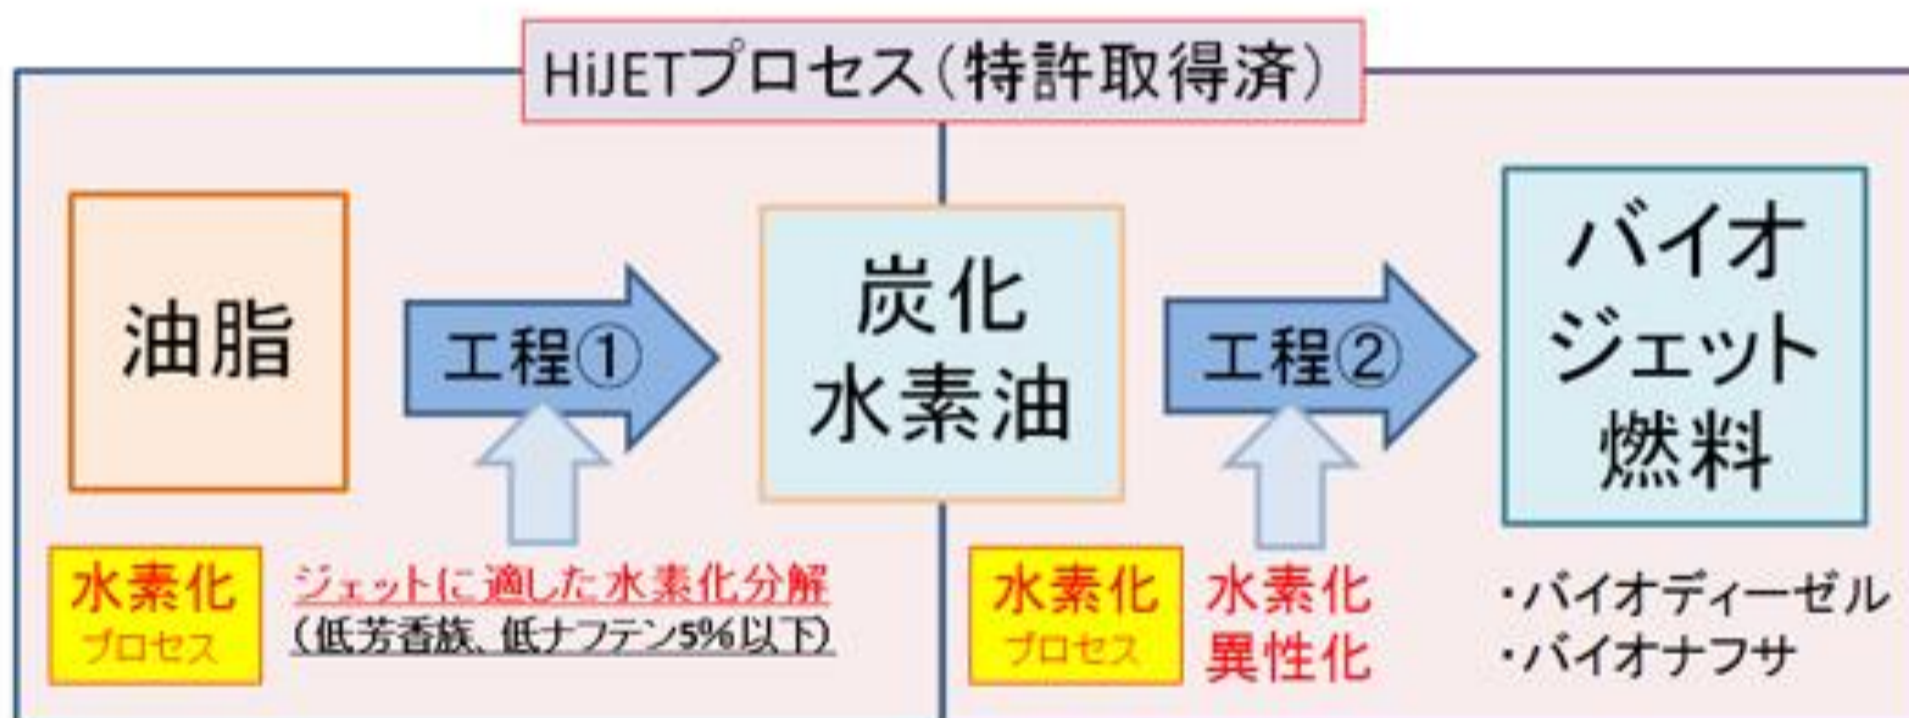 HiJETプロセス（特許取得済）
油脂
工程①
炭化
水素油
工程②
バイオ
ジェット
燃料
水素化
プロセス
ジェットに適した水素化分解
（低芳香族、低ナフテン5%以下）
水素化
プロセス
水素化
異性化
・バイオディーゼル
・バイオナフサ